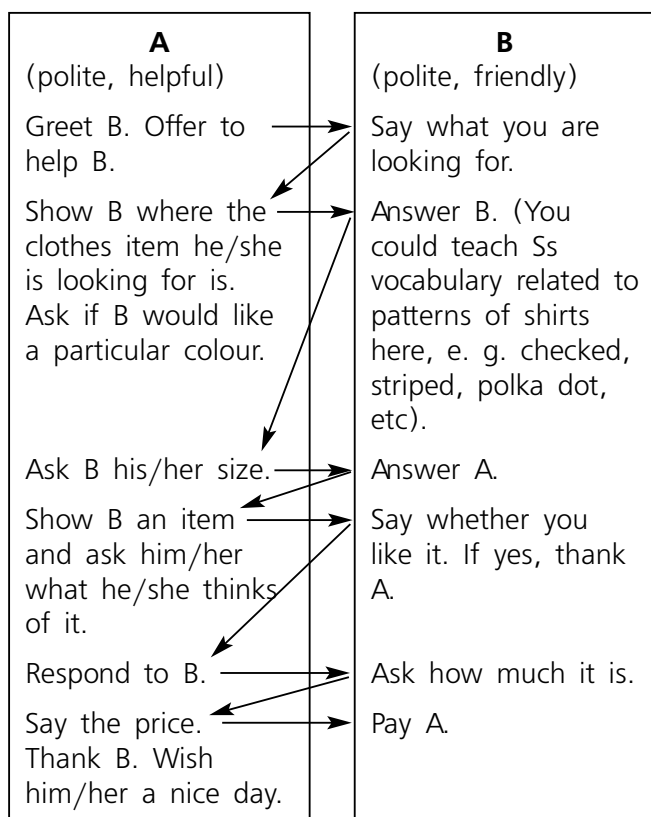 A
(polite, helpful)
Greet B. Offer to
help B.
Show B where the
clothes item he/she
is looking for is.
Ask if B would like
a particular colour.
Ask B his/her size.
Show B an item
and ask him/her
what he/she thinks
of it.
Respond to B.
Say the price.
Thank B. Wish
him/her a nice day.
B
(polite, friendly)
Say what you are
looking for.
Answer B. (You
could teach Ss
vocabulary related to
patterns of shirts
here, e. g. checked,
striped, polka dot,
etc).
Answer A.
Say whether you
like it. If yes, thank
A.
Ask how much it is.
Pay A.